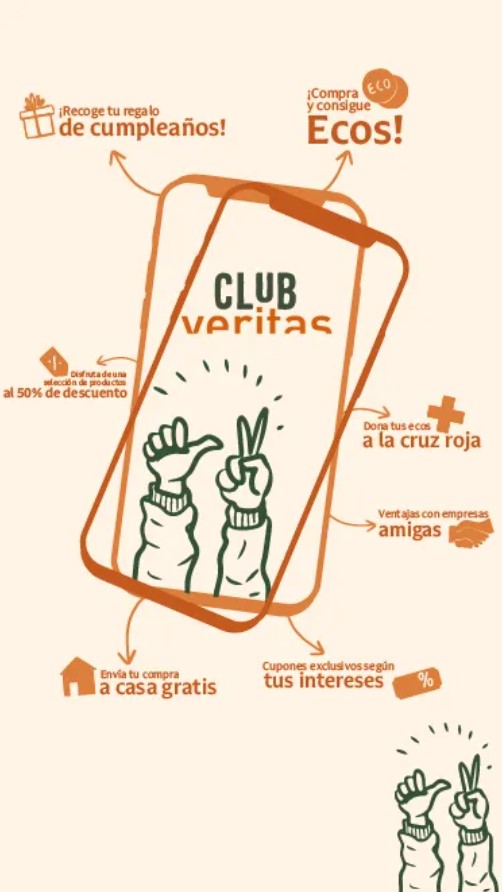 ¡Recoge tu regalo
de cumpleaños!
¡Compra
y consigue
Ecos!
ECO
CLUB
veritas
Disfruta de una
selección de productos
al 50% de descuento
Dona tus ecos
a la cruz roja
Ventajas con empresas
amigas
Envía tu compra
a casa gratis
Cupones exclusivos según
tus intereses
%